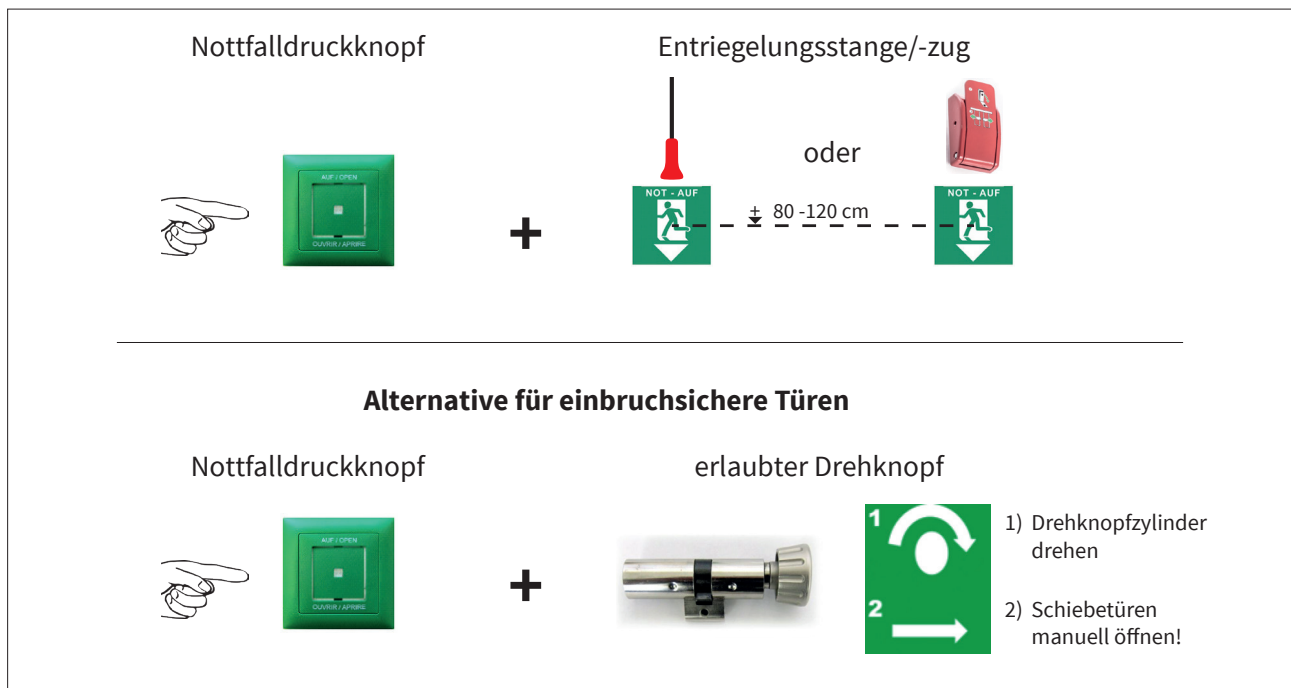 Nottfalldruckknopf
Entriegelungsstange/-zug
AUF / OPEN
OUVRIR / APRIRE
+
oder
NOT - AUF
± 80 -120 cm
NOT - AUF
Alternative für einbruchsichere Türen
Nottfalldruckknopf
erlaubter Drehknopf
AUF / OPEN
OUVRIR / APRIRE
+
1
2
1) Drehknopfzylinder
drehen
2) Schiebetüren
manuell öffnen!